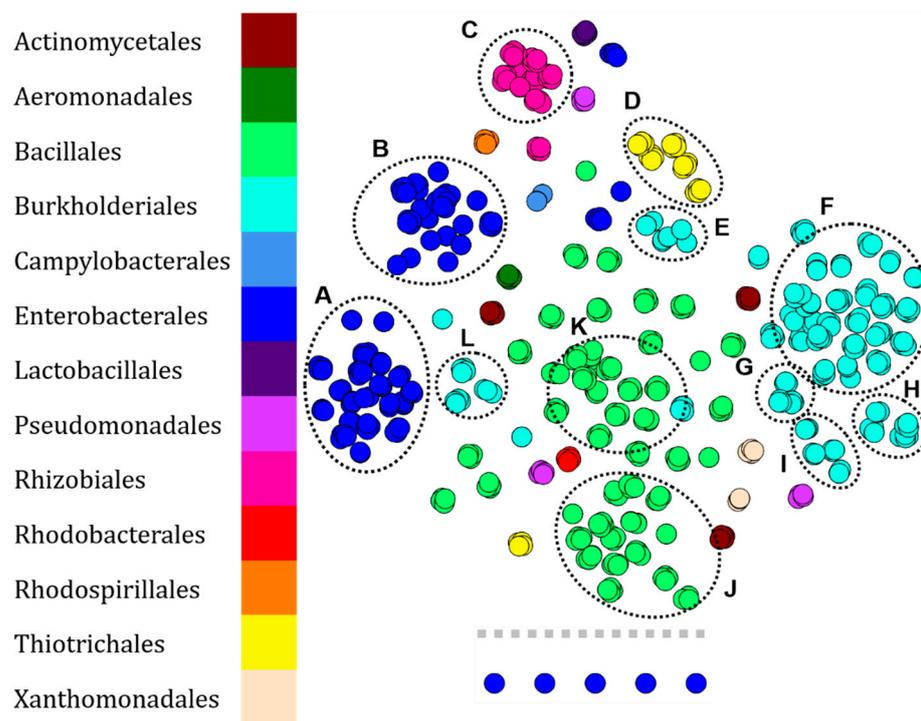 Actinomycetales
Aeromonadales
Bacillales
Burkholderiales
Campylobacterales
Enterobacterales
Lactobacillales
Pseudomonadales
Rhizobiales
Rhodobacterales
Rhodospirillales
Thiotrichales
Xanthomonadales
C
D
B
E
F
A
K
L
G
H
I
J